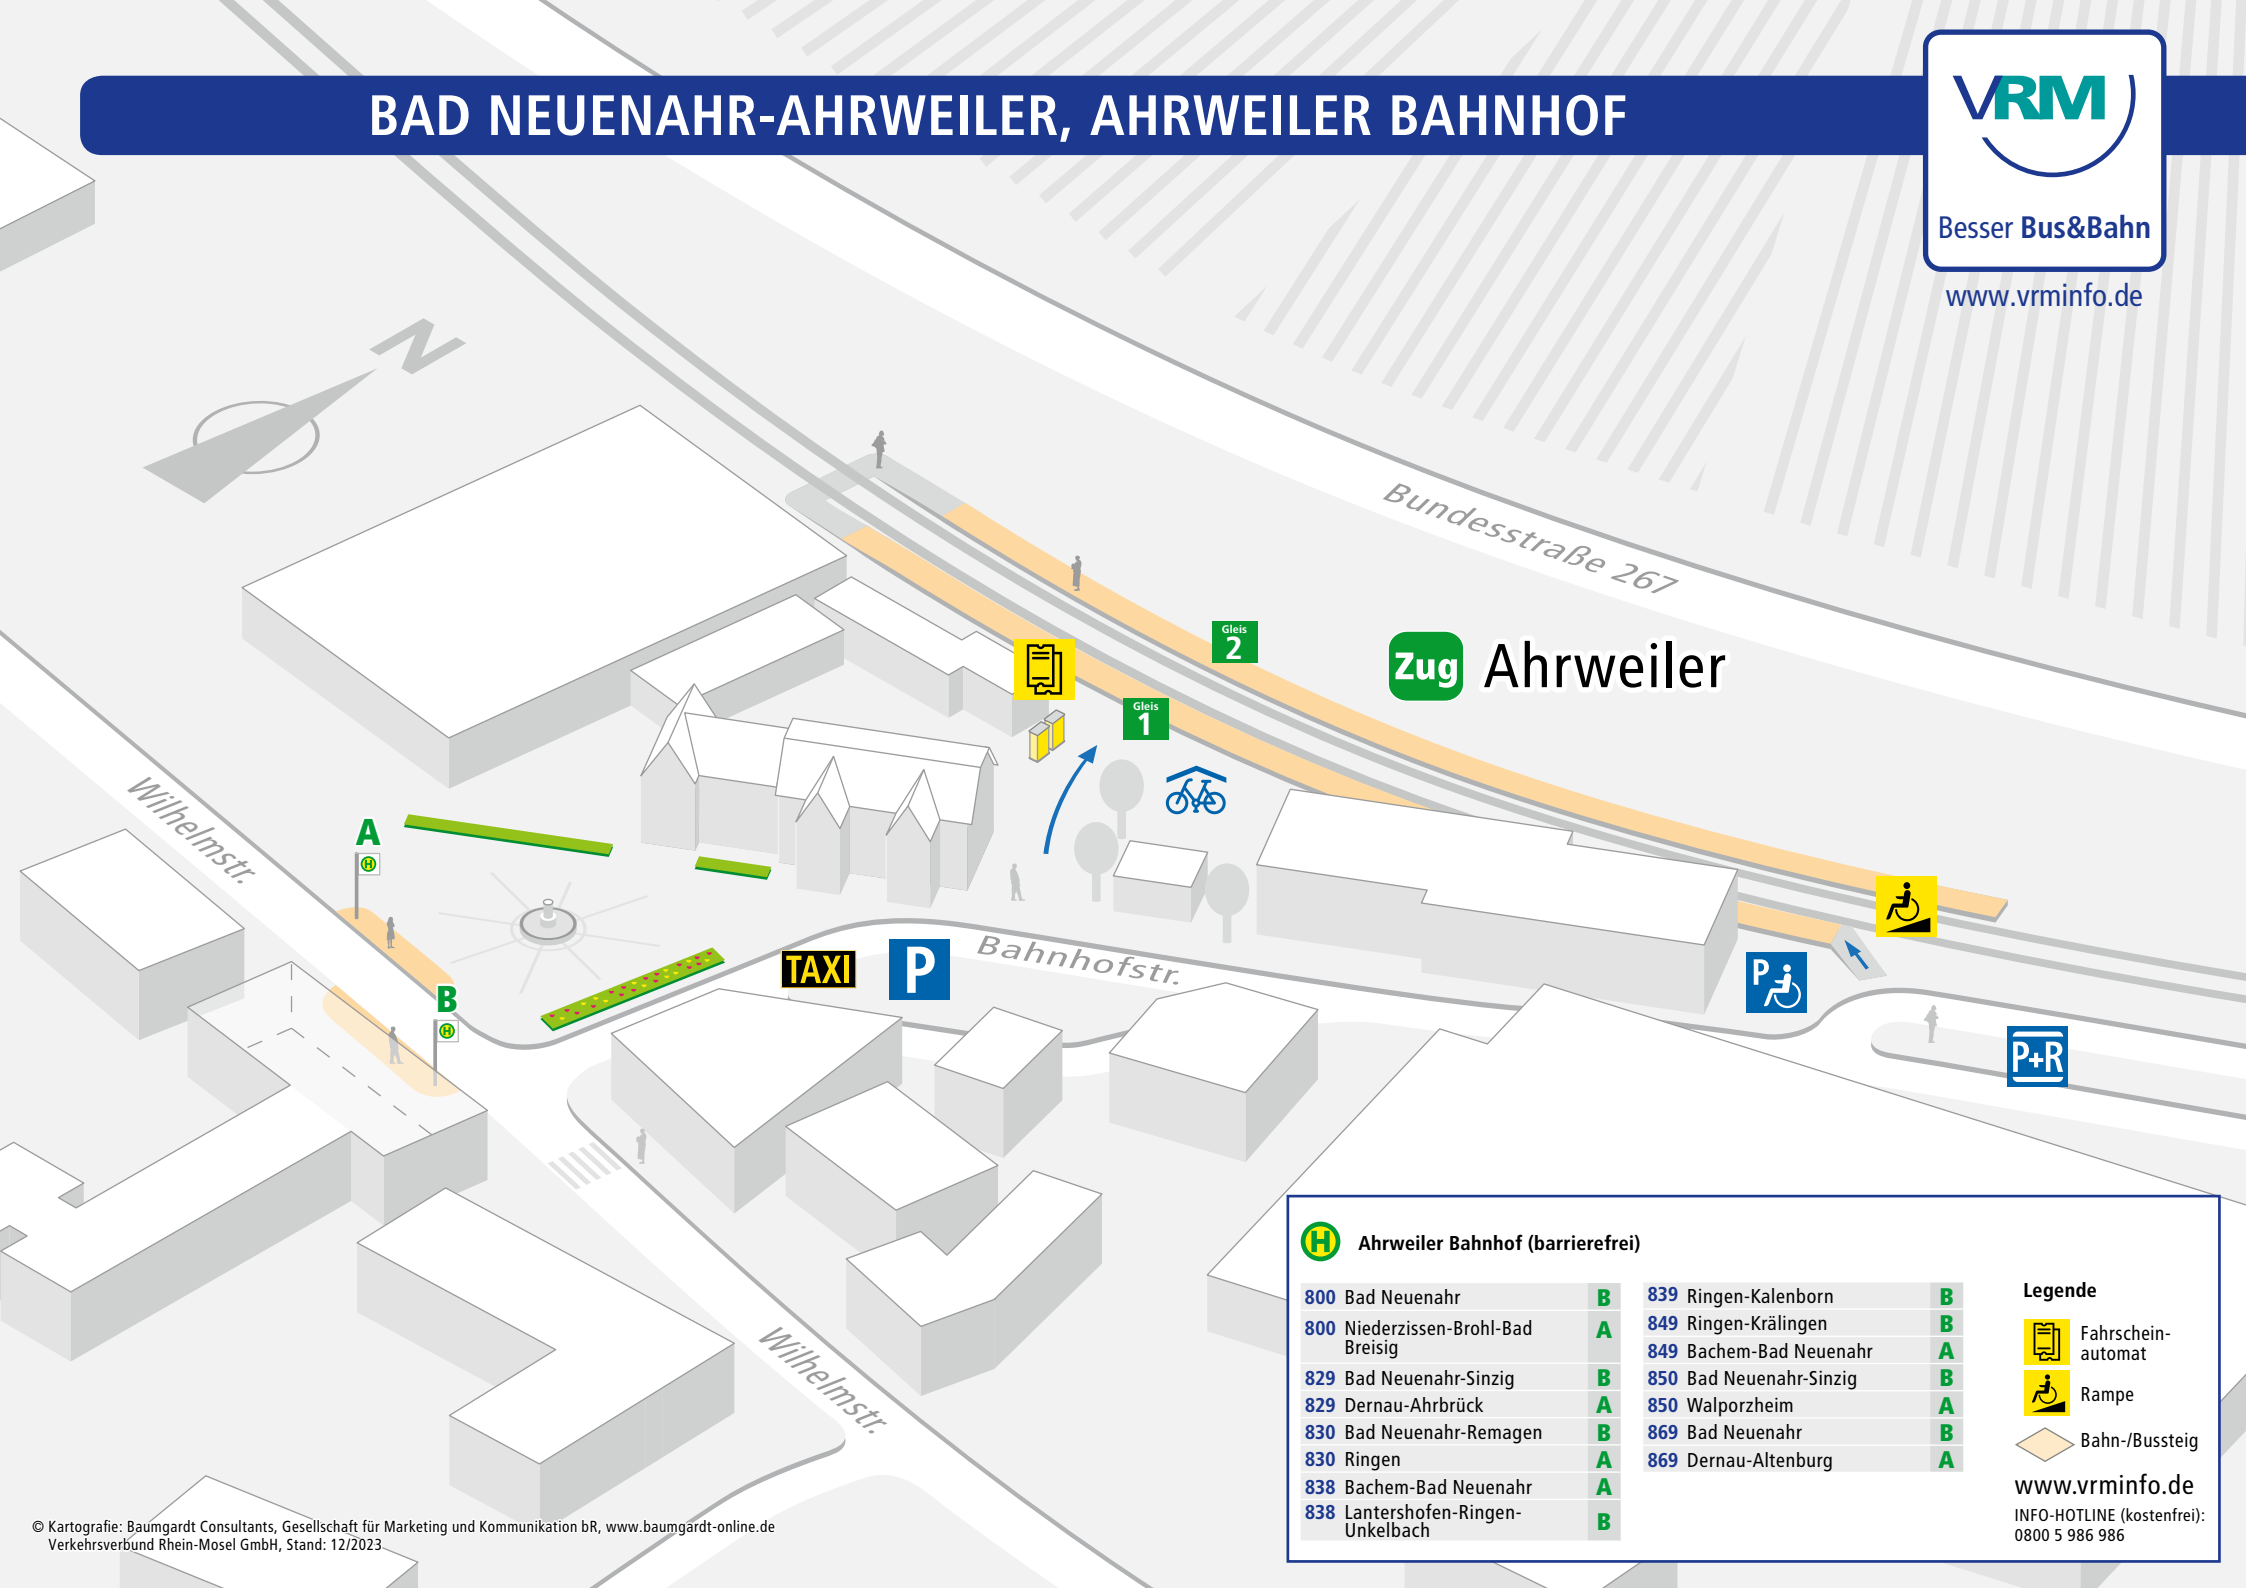 BAD NEUENAHR-AHRWEILER, AHRWEILER BAHNHOF
VRM
Besser Bus&Bahn
www.vrminfo.de
N
Bundesstraße 267
Gleis
2
Zug Ahrweiler
Gleis
1
Wilhelmstr.
A
H
B
H
TAXI
P
Bahnhofstr.
P
P+R
Wilhelmstr.
H Ahrweiler Bahnhof (barrierefrei)
800 Bad Neuenahr B
800 Niederzissen-Brohl-Bad
Breisig A
829 Bad Neuenahr-Sinzig B
829 Dernau-Ahrbrück A
830 Bad Neuenahr-Remagen B
830 Ringen A
838 Bachem-Bad Neuenahr A
838 Lantershofen-Ringen-
Unkelbach B
839 Ringen-Kalenborn B
849 Ringen-Krälingen B
849 Bachem-Bad Neuenahr A
850 Bad Neuenahr-Sinzig B
850 Walporzheim A
869 Bad Neuenahr B
869 Dernau-Altenburg A
Legende
Fahrschein-
automat
Rampe
Bahn-/Bussteig
www.vrminfo.de
INFO-HOTLINE (kostenfrei):
0800 5 986 986
© Kartografie: Baumgardt Consultants, Gesellschaft für Marketing und Kommunikation bR, www.baumgardt-online.de
Verkehrsverbund Rhein-Mosel GmbH, Stand: 12/2023